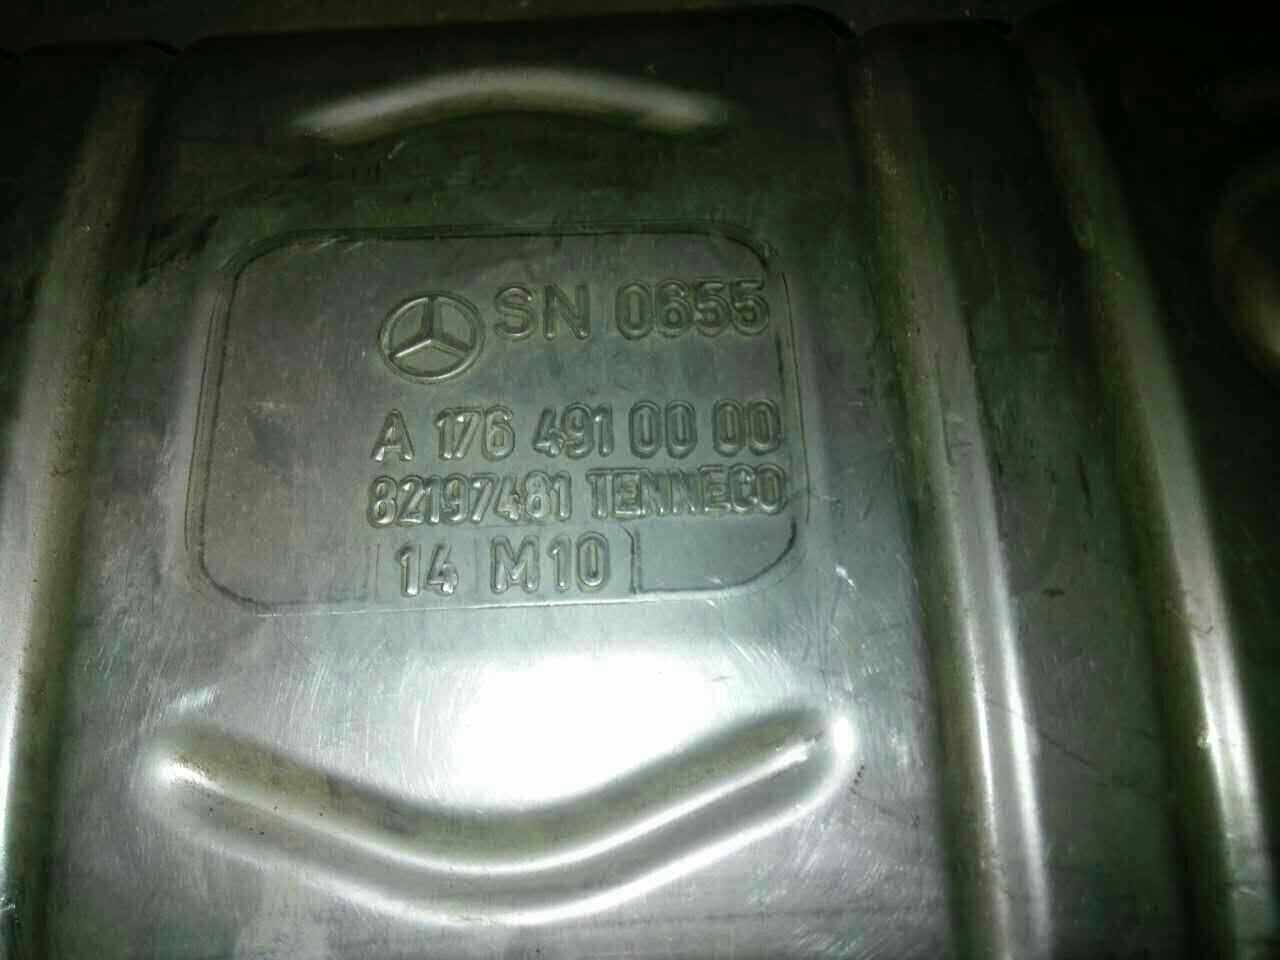 SN 0655
A 176 491 00 00
82197481 TENNECO
14 M10